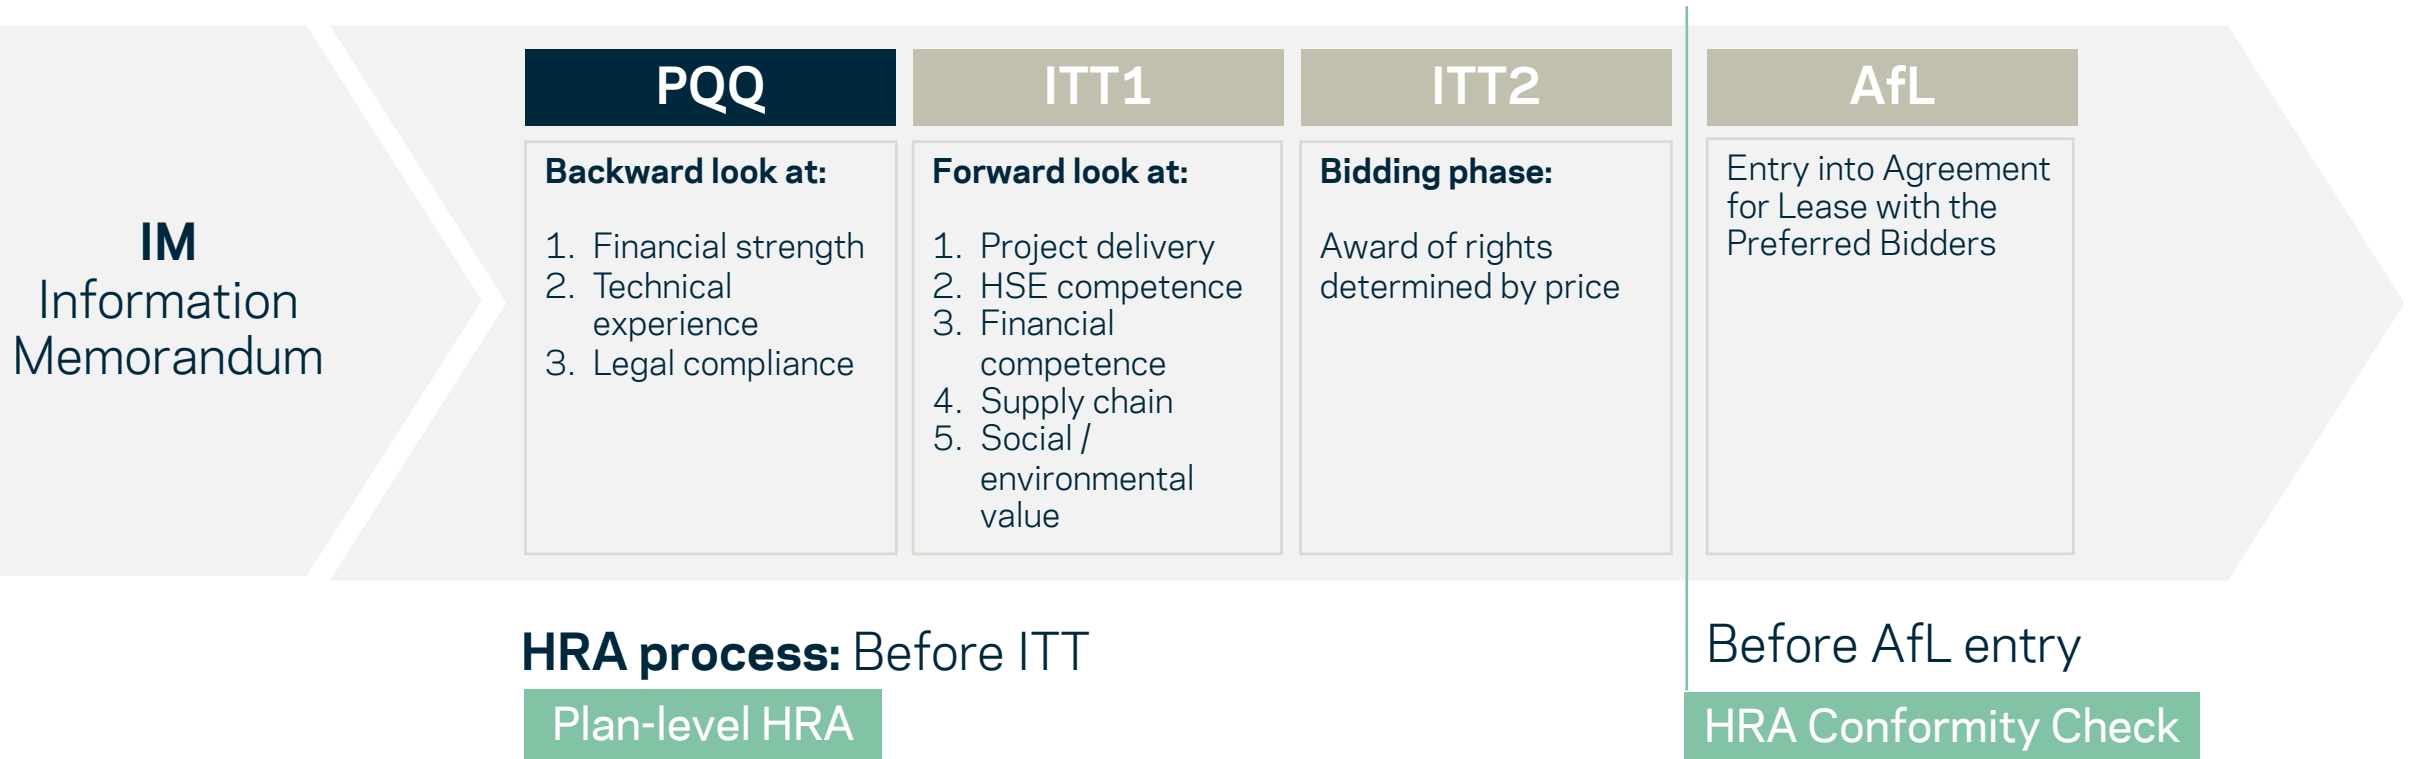 IM
Information
Memorandum
PQQ
Backward look at:
1. Financial strength
2. Technical
experience
3. Legal compliance
ITT1
Forward look at:
1. Project delivery
2. HSE competence
3. Financial
competence
4. Supply chain
5. Social /
environmental
value
ITT2
Bidding phase:
Award of rights
determined by price
AfL
Entry into Agreement
for Lease with the
Preferred Bidders
HRA process: Before ITT
Plan-level HRA
Before AfL entry
HRA Conformity Check